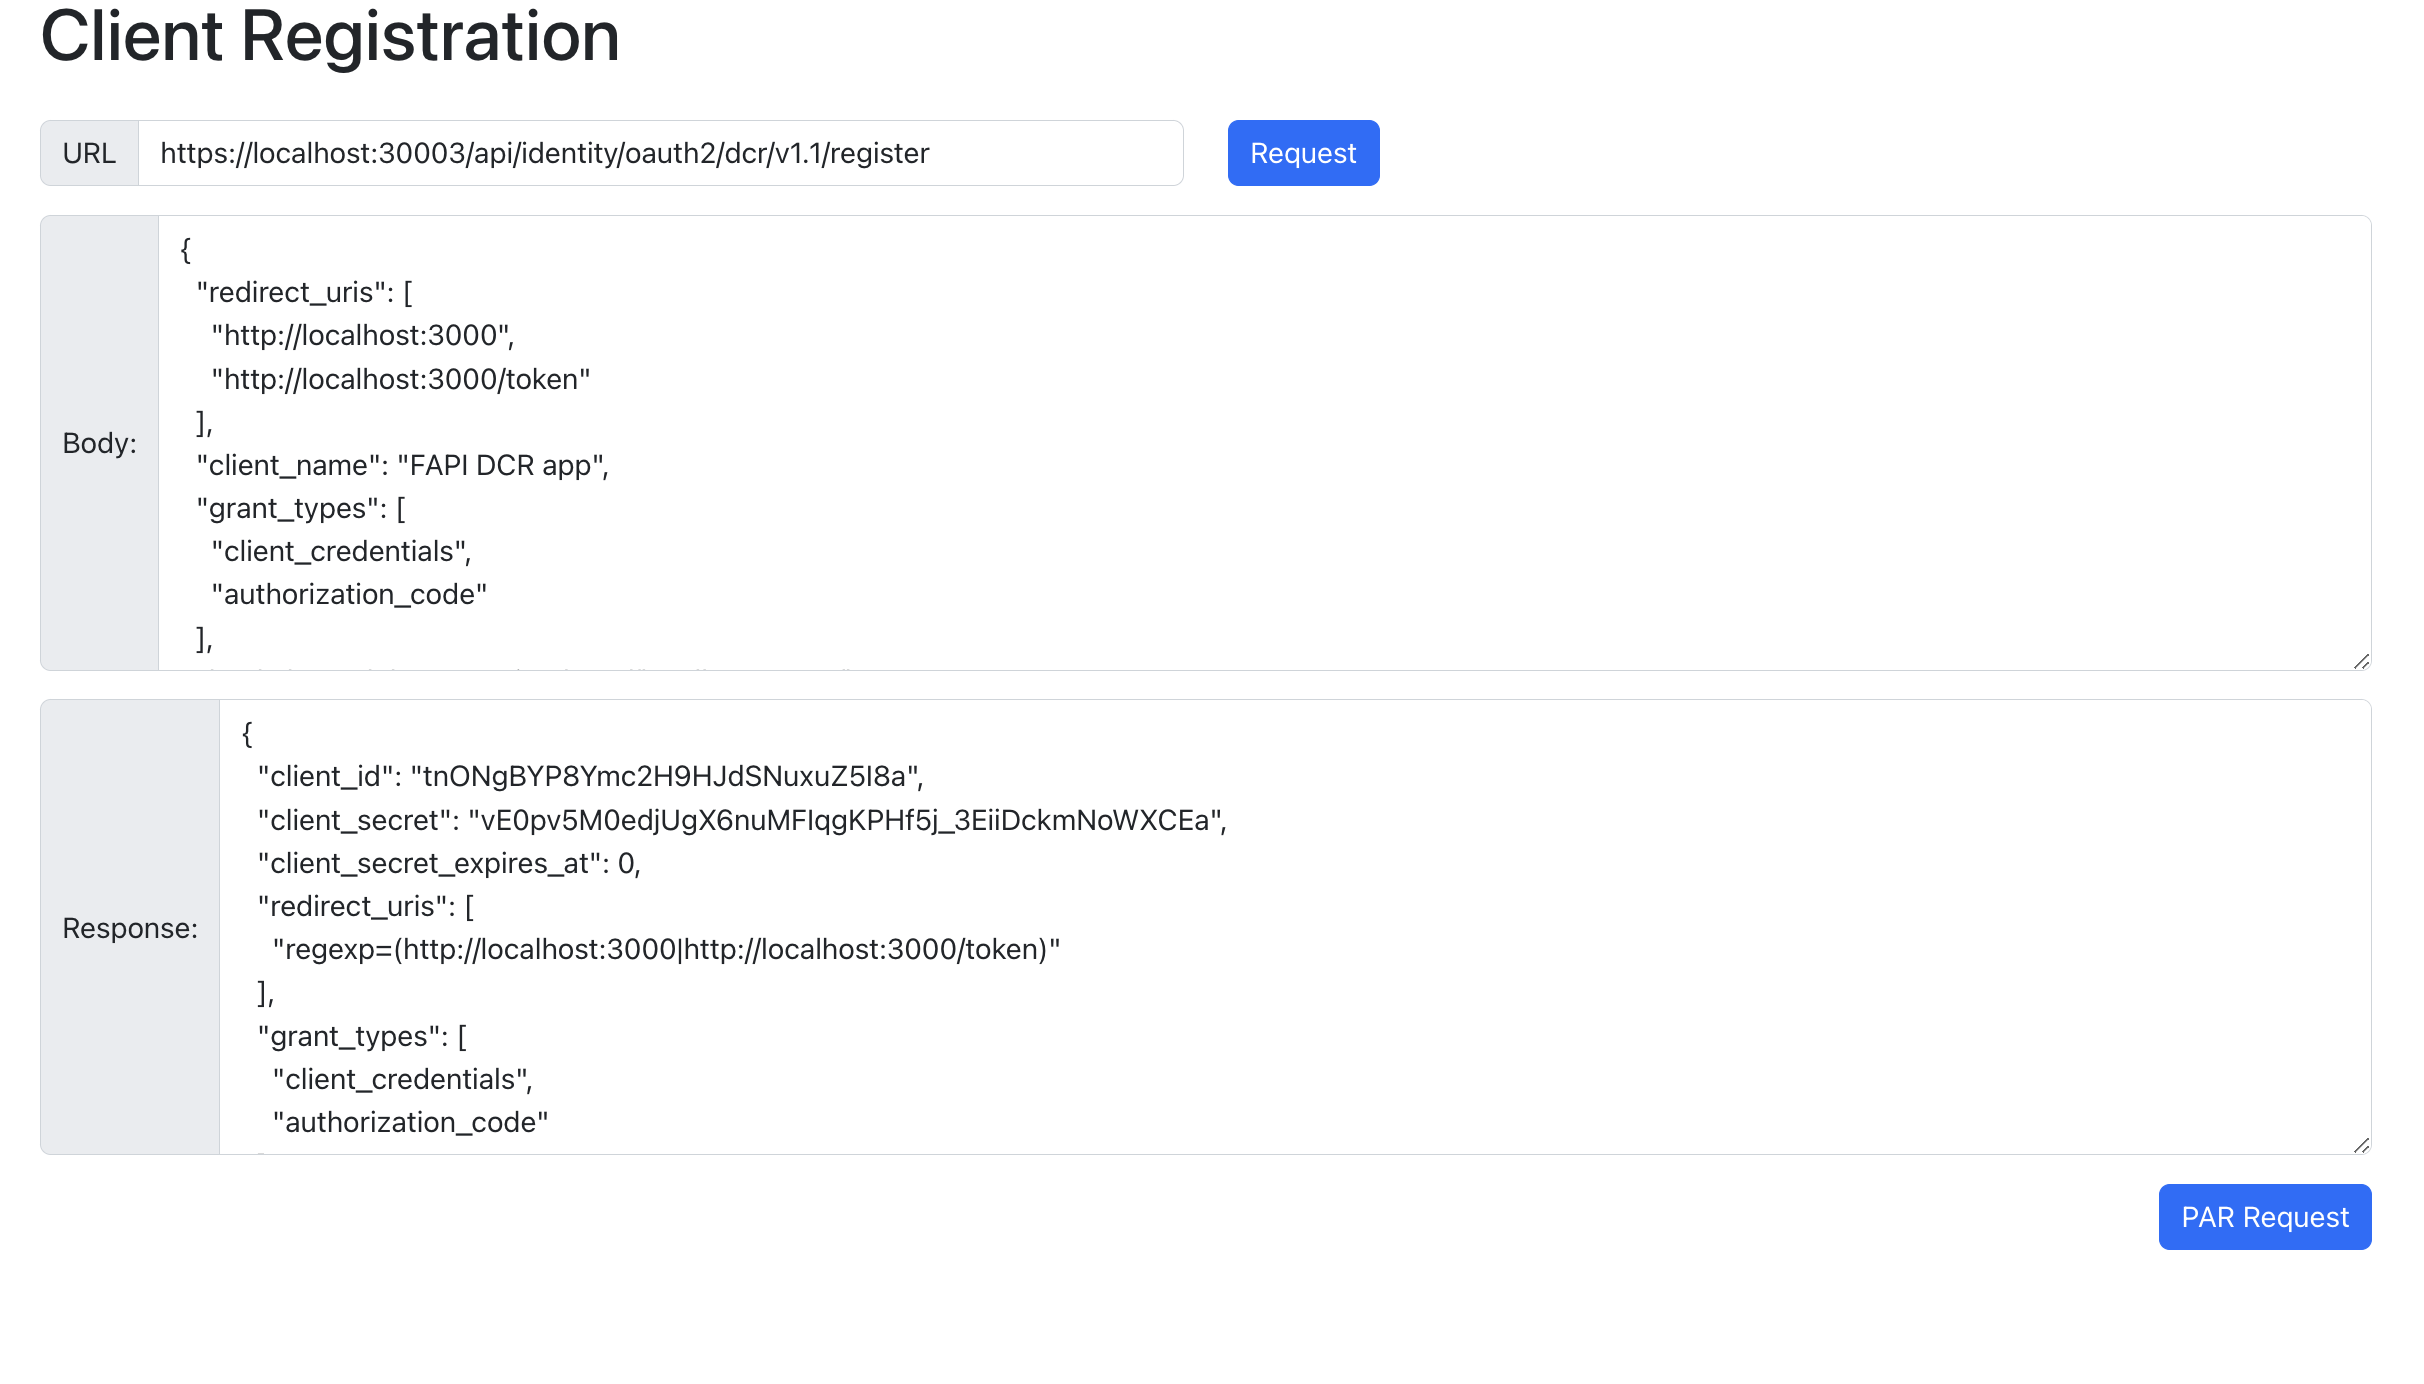 Client Registration
URL https://localhost:30003/api/identity/oauth2/dcr/v1.1/register Request
Body:
{
"redirect_uris": [
"http://localhost:3000",
"http://localhost:3000/token"
],
"client_name": "FAPI DCR app",
"grant_types": [
"client_credentials",
"authorization_code"
],
Response:
{
"client_id": "tnONgBYP8Ymc2H9HJdSNuxuZ5I8a",
"client_secret": "vE0pv5M0edjUgX6nuMFIqgKPHf5j_3EiiDckmNoWXCEa",
"client_secret_expires_at": 0,
"redirect_uris": [
"regexp=(http://localhost:3000|http://localhost:3000/token)"
],
"grant_types": [
"client_credentials",
"authorization_code"
PAR Request